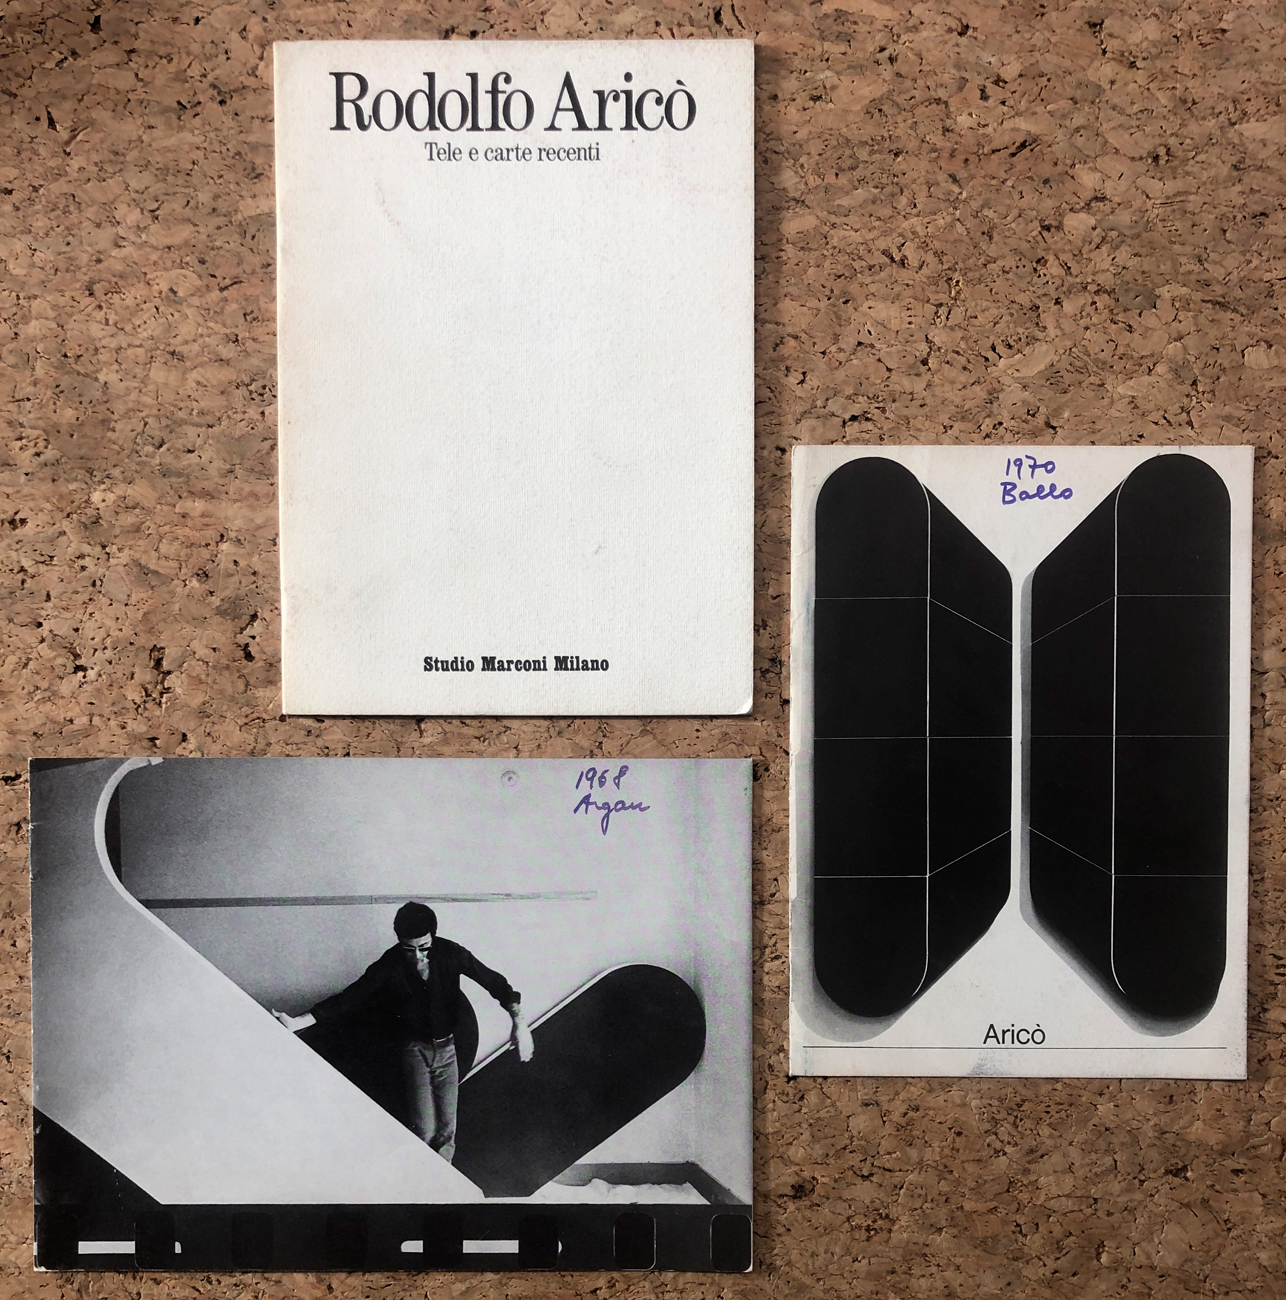 Rodolfo Aricò
Tele e carte recenti
Studio Marconi Milano
1970
Ballo
Aricò
1968
Argan